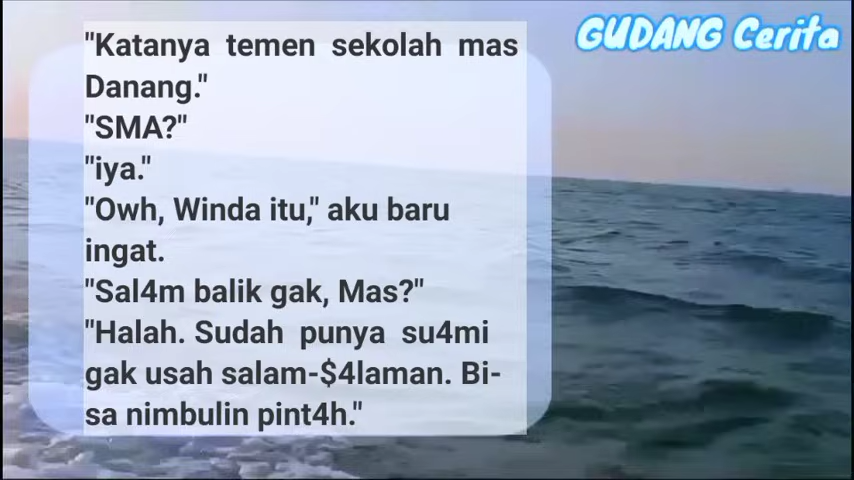 GUDANG Cerita
"Katanya temen sekolah mas
Danang."
"SMA?"
"iya."
"Owh, Winda itu," aku baru
ingat.
"Sal4m balik gak, Mas?"
"Halah. Sudah punya su4mi
gak usah salam-$4laman. Bi-
sa nimbulin pint4h."